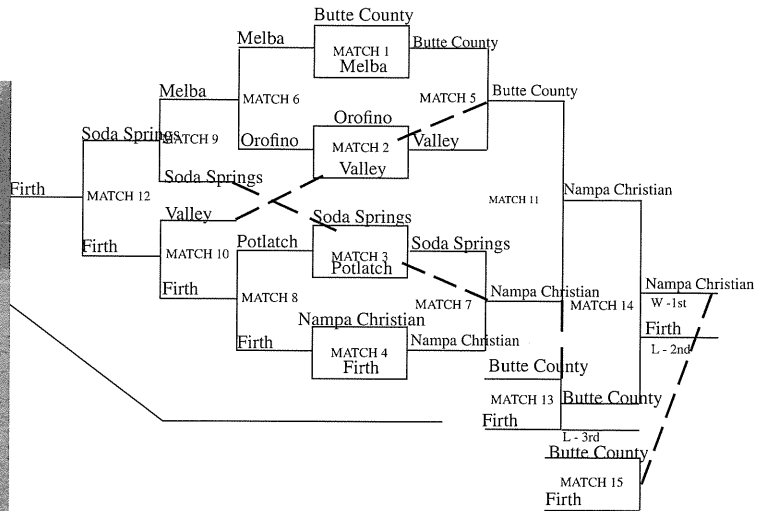 Butte County
Melba
MATCH 1
Butte County
Melba
Melba
MATCH 6
MATCH 5
Butte County
Orofino
Soda Springs
MATCH 9
Orofino
MATCH 2
Valley
Valley
Soda Springs
Firth
MATCH 12
MATCH 11
Nampa Christian
Valley
Soda Springs
Firth
MATCH 10
Potlatch
MATCH 3
Soda Springs
Potlatch
Firth
MATCH 8
MATCH 7
Nampa Christian
MATCH 14
Nampa Christian
W -1st
Nampa Christian
Firth
MATCH 4
Nampa Christian
Firth
L - 2nd
Firth
Butte County
MATCH 13
Butte County
Firth
L - 3rd
Butte County
MATCH 15
Firth